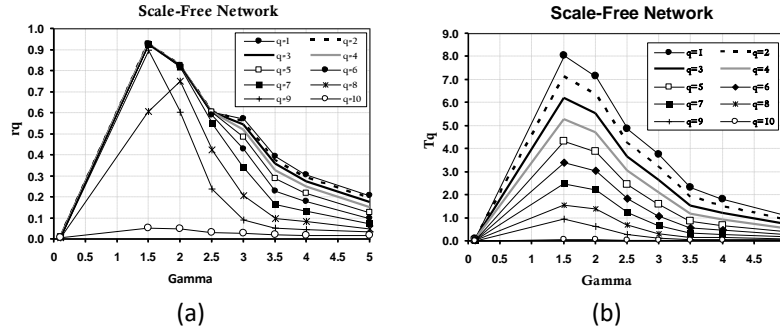 Scale-Free Network
1.0
0.9
0.8
0.7
0.6
0.5
0.4
0.3
0.2
0.1
0.0
rq
q=1 q=2
q=3 q=4
q=5 q=6
q=7 q=8
q=9 q=10
0 0.5 1 1.5 2 2.5 3 3.5 4 4.5 5
Gamma
(a)
Scale-Free Network
9.0
8.0
7.0
6.0
5.0
4.0
3.0
2.0
1.0
0.0
Tq
q=1 q=2
q=3 q=4
q=5 q=6
q=7 q=8
q=9 q=10
0 0.5 1 1.5 2 2.5 3 3.5 4 4.5
Gamma
(b)